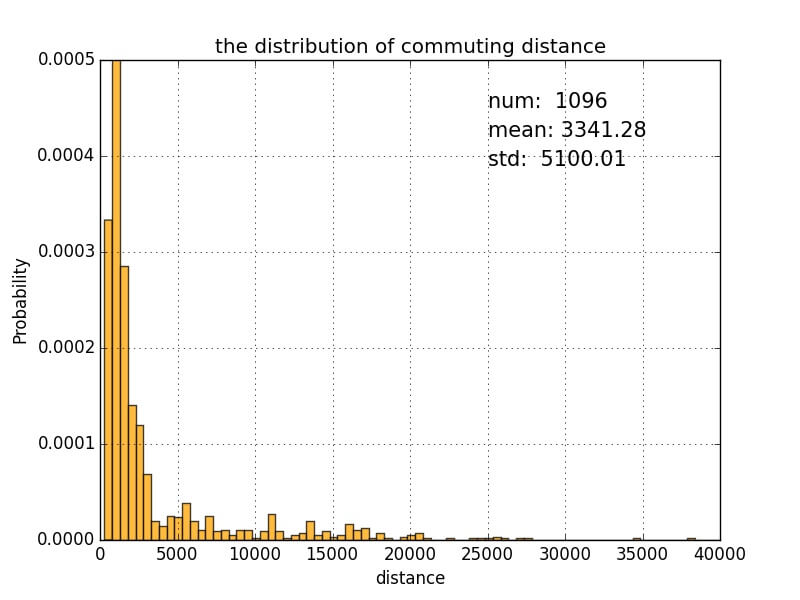 the distribution of commuting distance
num: 1096
mean: 3341.28
std: 5100.01
Probability
0.0005
0.0004
0.0003
0.0002
0.0001
0.0000
0 5000 10000 15000 20000 25000 30000 35000 40000
distance